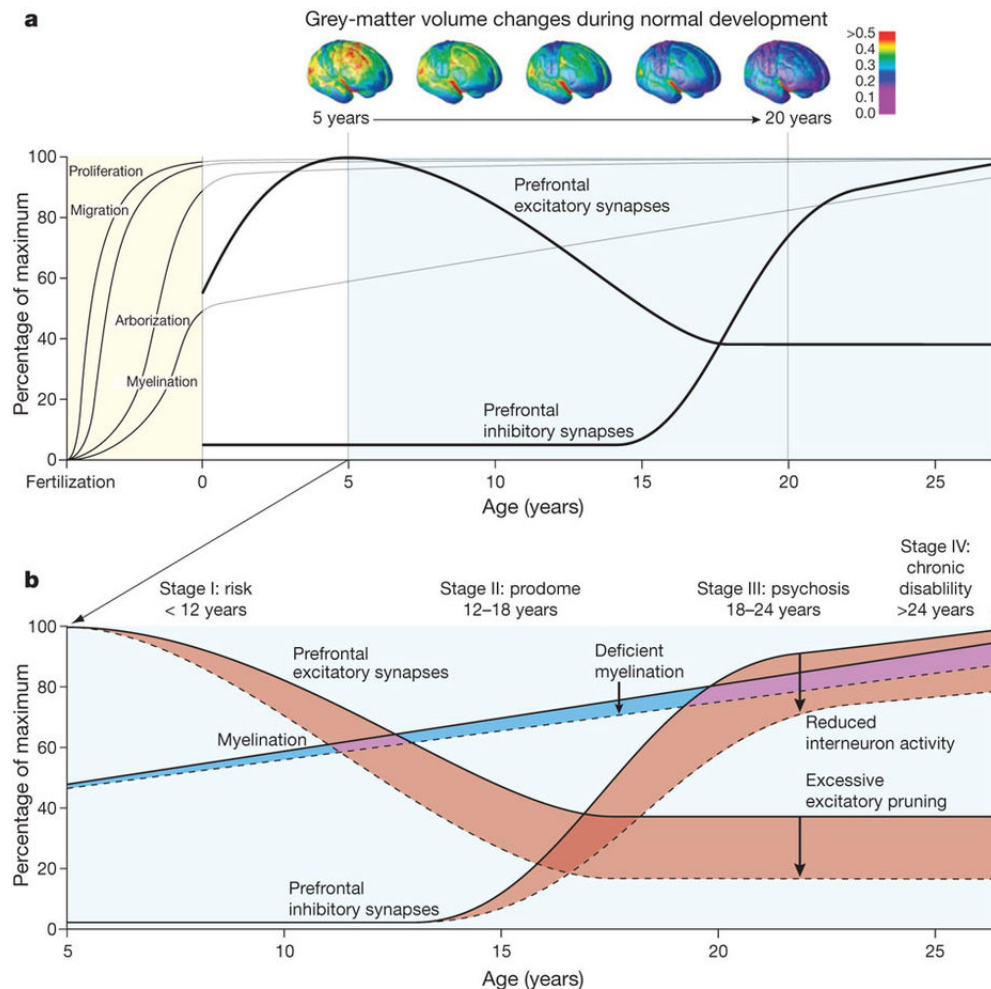 a
Grey-matter volume changes during normal development
>0.5
0.4
0.3
0.2
0.1
0.0
5 years
20 years
Percentage of maximum
100
80
60
40
20
0
Proliferation
Migration
Arborization
Myelination
Prefrontal
excitatory synapses
Prefrontal
inhibitory synapses
Fertilization
0
5
10
15
20
25
Age (years)
b
Stage I: risk
< 12 years
Stage II: prodome
12–18 years
Stage III: psychosis
18–24 years
Stage IV:
chronic
disablility
>24 years
Percentage of maximum
100
80
60
40
20
0
Prefrontal
excitatory synapses
Deficient
myelination
Myelination
Reduced
interneuron activity
Excessive
excitatory pruning
Prefrontal
inhibitory synapses
5
10
15
20
25
Age (years)